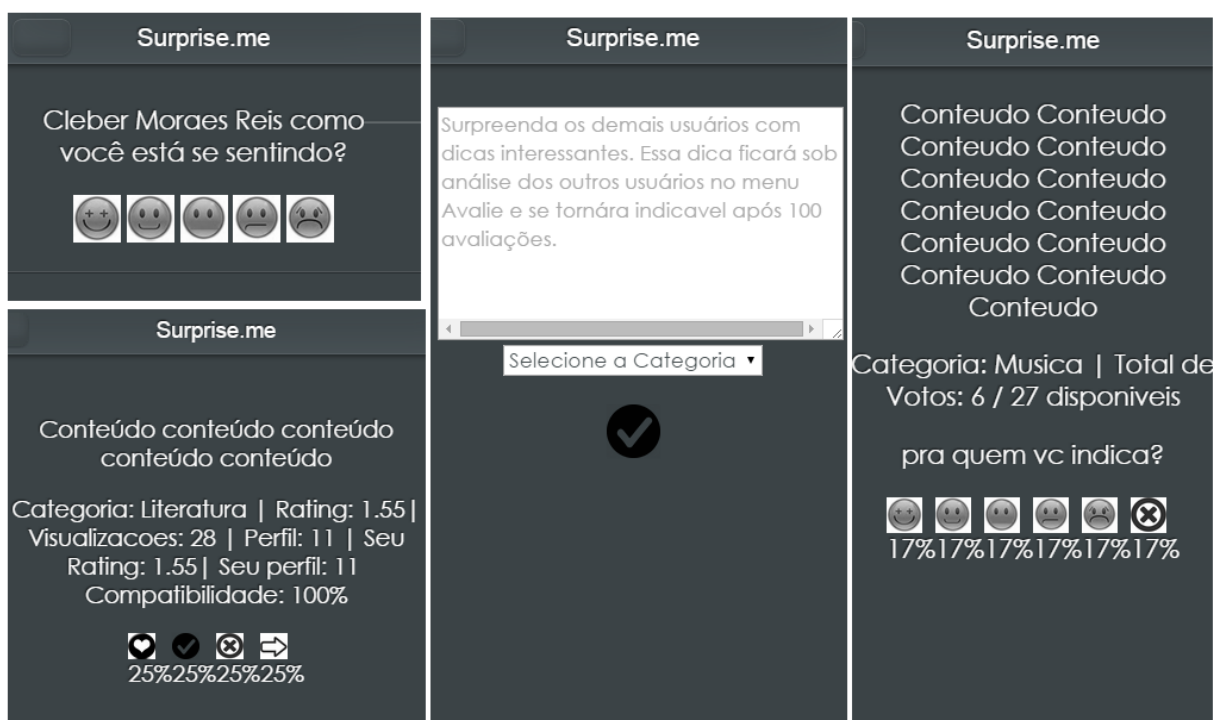 Surprise.me
Cleber Moraes Reis como
você está se sentindo?
Surprise.me
Conteúdo conteúdo conteúdo
conteúdo conteúdo
Categoria: Literatura | Rating: 1.55|
Visualizacoes: 28 | Perfil: 11 | Seu
Rating: 1.55| Seu perfil: 11
Compatibilidade: 100%
25%25%25%25%
Surprise.me
Surpreenda os demais usuários com
dicas interessantes. Essa dica ficará sob
análise dos outros usuários no menu
Avalie e se tornára indicavel após 100
avaliações.
Selecione a Categoria
Surprise.me
Conteudo Conteudo
Conteudo Conteudo
Conteudo Conteudo
Conteudo Conteudo
Conteudo Conteudo
Conteudo Conteudo
Conteudo
Categoria: Musica | Total de
Votos: 6 / 27 disponiveis
pra quem vc indica?
17%17%17%17%17%17%